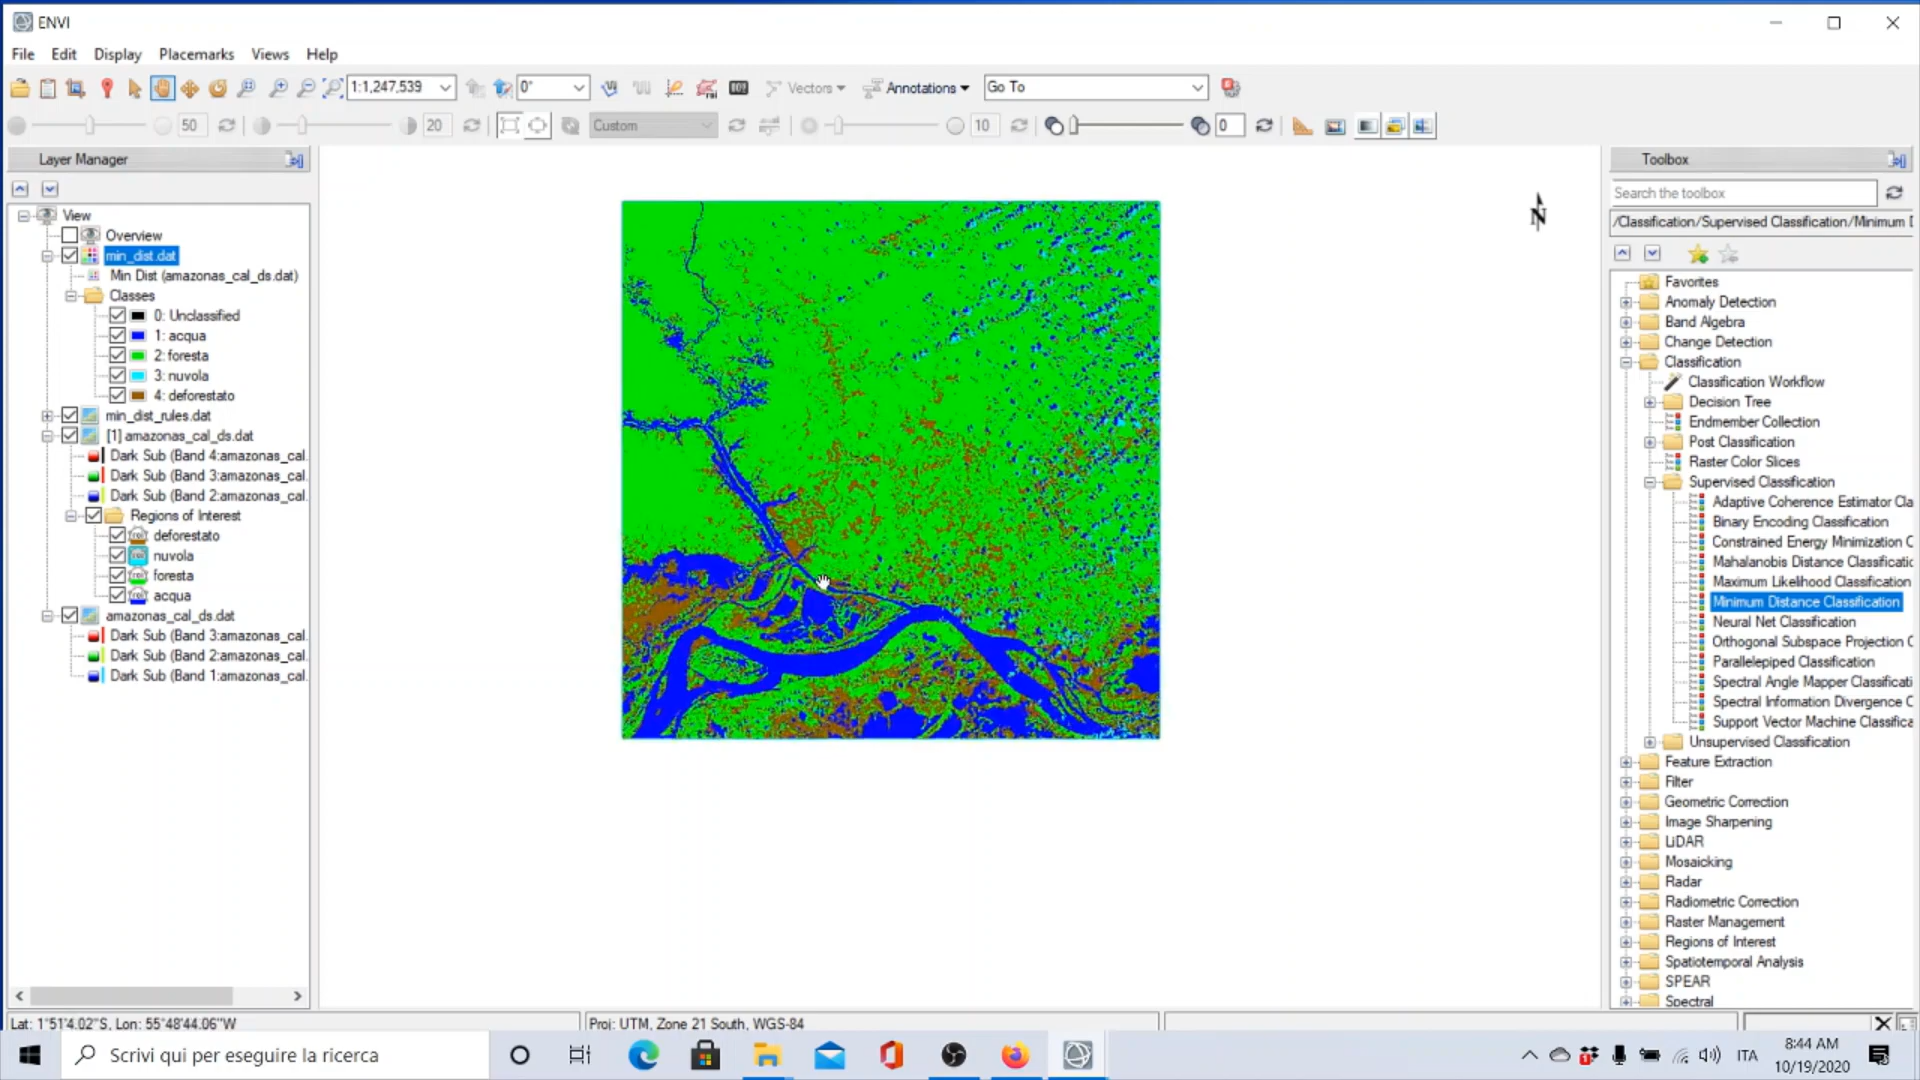 ENVI
File Edit Display Placemarks Views Help
1:1,247,539 0° Vectors Annotations Go To
50 20 Custom 10 0
Layer Manager
View
Overview
min_dist.dat
Min Dist (amazonas_cal_ds.dat)
Classes
0: Unclassified
1: acqua
2: foresta
3: nuvola
4: deforestato
min_dist_rules.dat
[1] amazonas_cal_ds.dat
Dark Sub (Band 4:amazonas_cal.
Dark Sub (Band 3:amazonas_cal.
Dark Sub (Band 2:amazonas_cal.
Regions of Interest
deforestato
nuvola
foresta
acqua
amazonas_cal_ds.dat
Dark Sub (Band 3:amazonas_cal.
Dark Sub (Band 2:amazonas_cal.
Dark Sub (Band 1:amazonas_cal.
N
Toolbox
Search the toolbox
/Classification/Supervised Classification/Minimum D
Favorites
Anomaly Detection
Band Algebra
Change Detection
Classification
Classification Workflow
Decision Tree
Endmember Collection
Post Classification
Raster Color Slices
Supervised Classification
Adaptive Coherence Estimator Cla
Binary Encoding Classification
Constrained Energy Minimization C
Mahalanobis Distance Classificatic
Maximum Likelihood Classification
Minimum Distance Classification
Neural Net Classification
Orthogonal Subspace Projection C
Parallelepiped Classification
Spectral Angle Mapper Classificati
Spectral Information Divergence C
Support Vector Machine Classifica
Unsupervised Classification
Feature Extraction
Filter
Geometric Correction
Image Sharpening
LiDAR
Mosaicking
Radar
Radiometric Correction
Raster Management
Regions of Interest
Spatiotemporal Analysis
SPEAR
Spectral
Lat: 1°51'4.02"S, Lon: 55°48'44.06"W
Proj: UTM, Zone 21 South, WGS-84
Scrivi qui per eseguire la ricerca
ITA
8:44 AM
10/19/2020